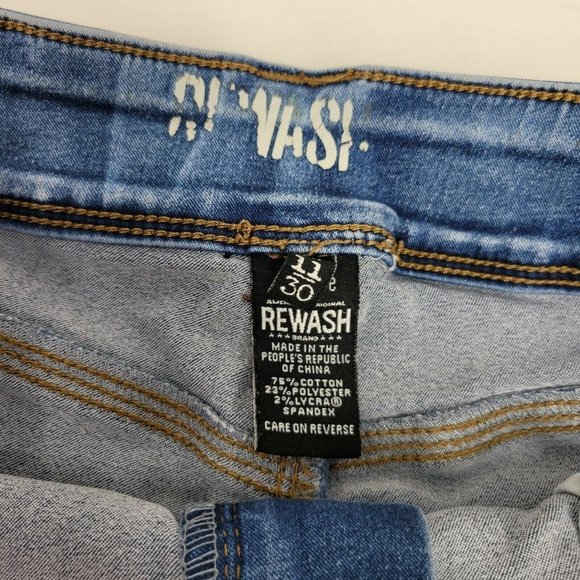 REWASH
11
30
REWASH
BRAND
MADE IN THE
PEOPLE'S REPUBLIC
OF CHINA
75% COTTON
23% POLYESTER
2% LYCRA®
SPANDEX
CARE ON REVERSE